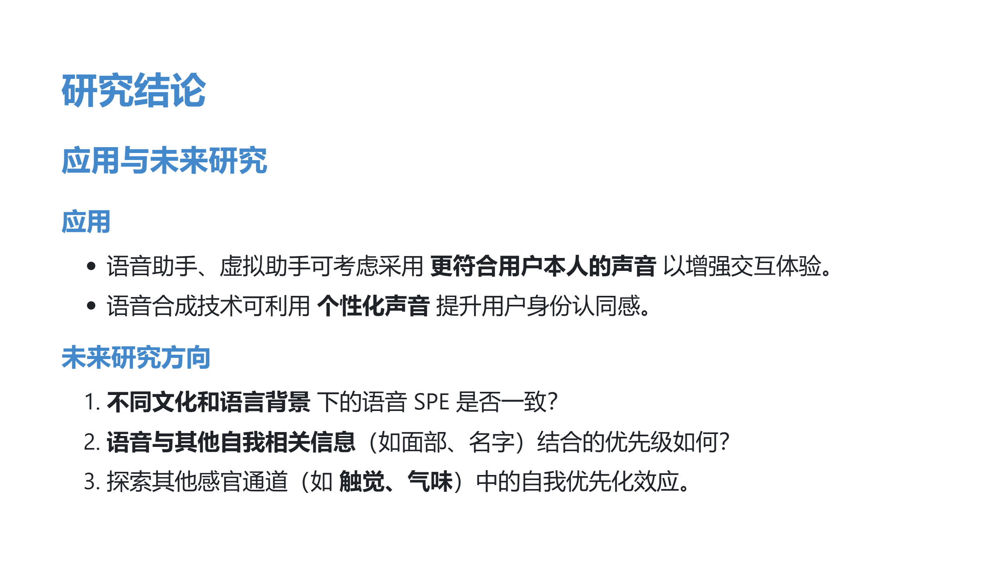 研究结论
应用与未来研究
应用
• 语音助手、虚拟助手可考虑采用 更符合用户本人的声音 以增强交互体验。
• 语音合成技术可利用 个性化声音 提升用户身份认同感。
未来研究方向
1. 不同文化和语言背景 下的语音 SPE 是否一致？
2. 语音与其他自我相关信息（如面部、名字）结合的优先级如何？
3. 探索其他感官通道（如 触觉、气味）中的自我优先化效应。